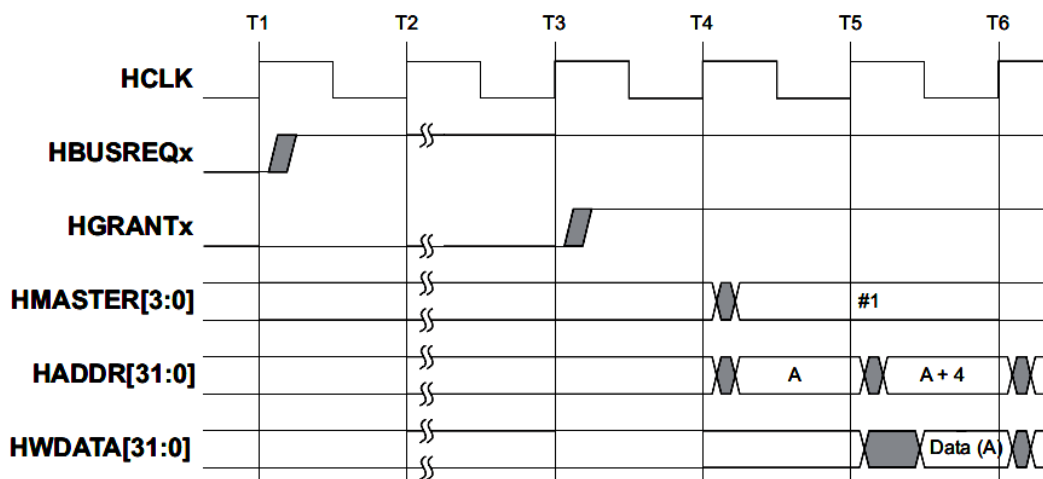 T1 T2 T3 T4 T5 T6
HCLK
HBUSREQx
HGRANTx
HMASTER[3:0] #1
HADDR[31:0] A A + 4
HWDATA[31:0] Data (A)